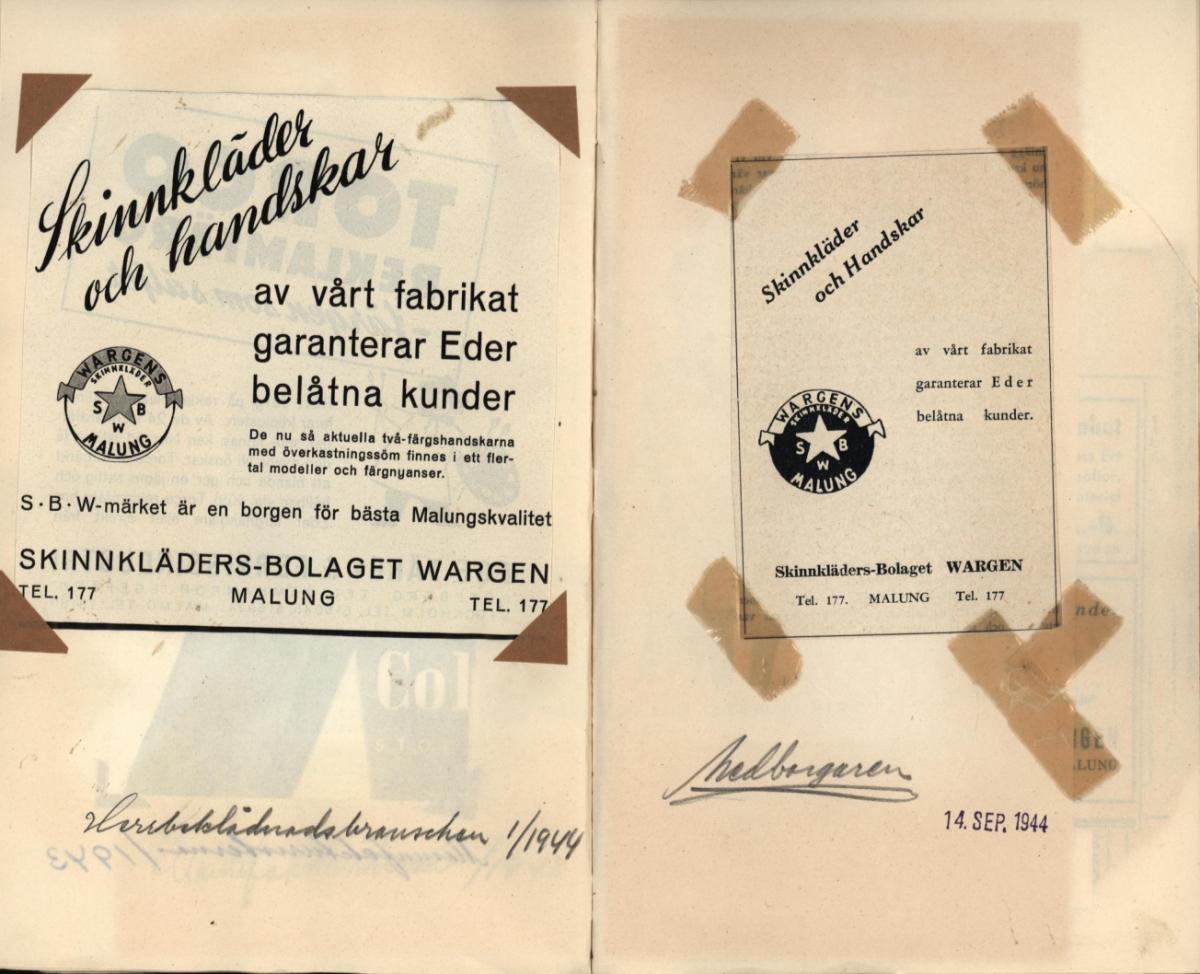 Skinnkläder
och handskar
av vårt fabrikat
garanterar Eder
belåtna kunder
WARGENS
SKINNKLÄDER
S B
W
MALUNG
De nu så aktuella två-färgshandskarna
med överkastningssöm finnes i ett fler-
tal modeller och färgnyanser.
S·B·W-märket är en borgen för bästa Malungskvalitet
SKINNKLÄDERS-BOLAGET WARGEN
TEL. 177 MALUNG TEL. 177
Col
Herrbeklädnadsbranschen 1/1944
Skinnkläder
och Handskar
av vårt fabrikat
garanterar Eder
belåtna kunder.
WARGENS
SKINNKLÄDER
S B
W
MALUNG
Skinnkläders-Bolaget WARGEN
Tel. 177. MALUNG Tel. 177
Medborgaren
14. SEP. 1944